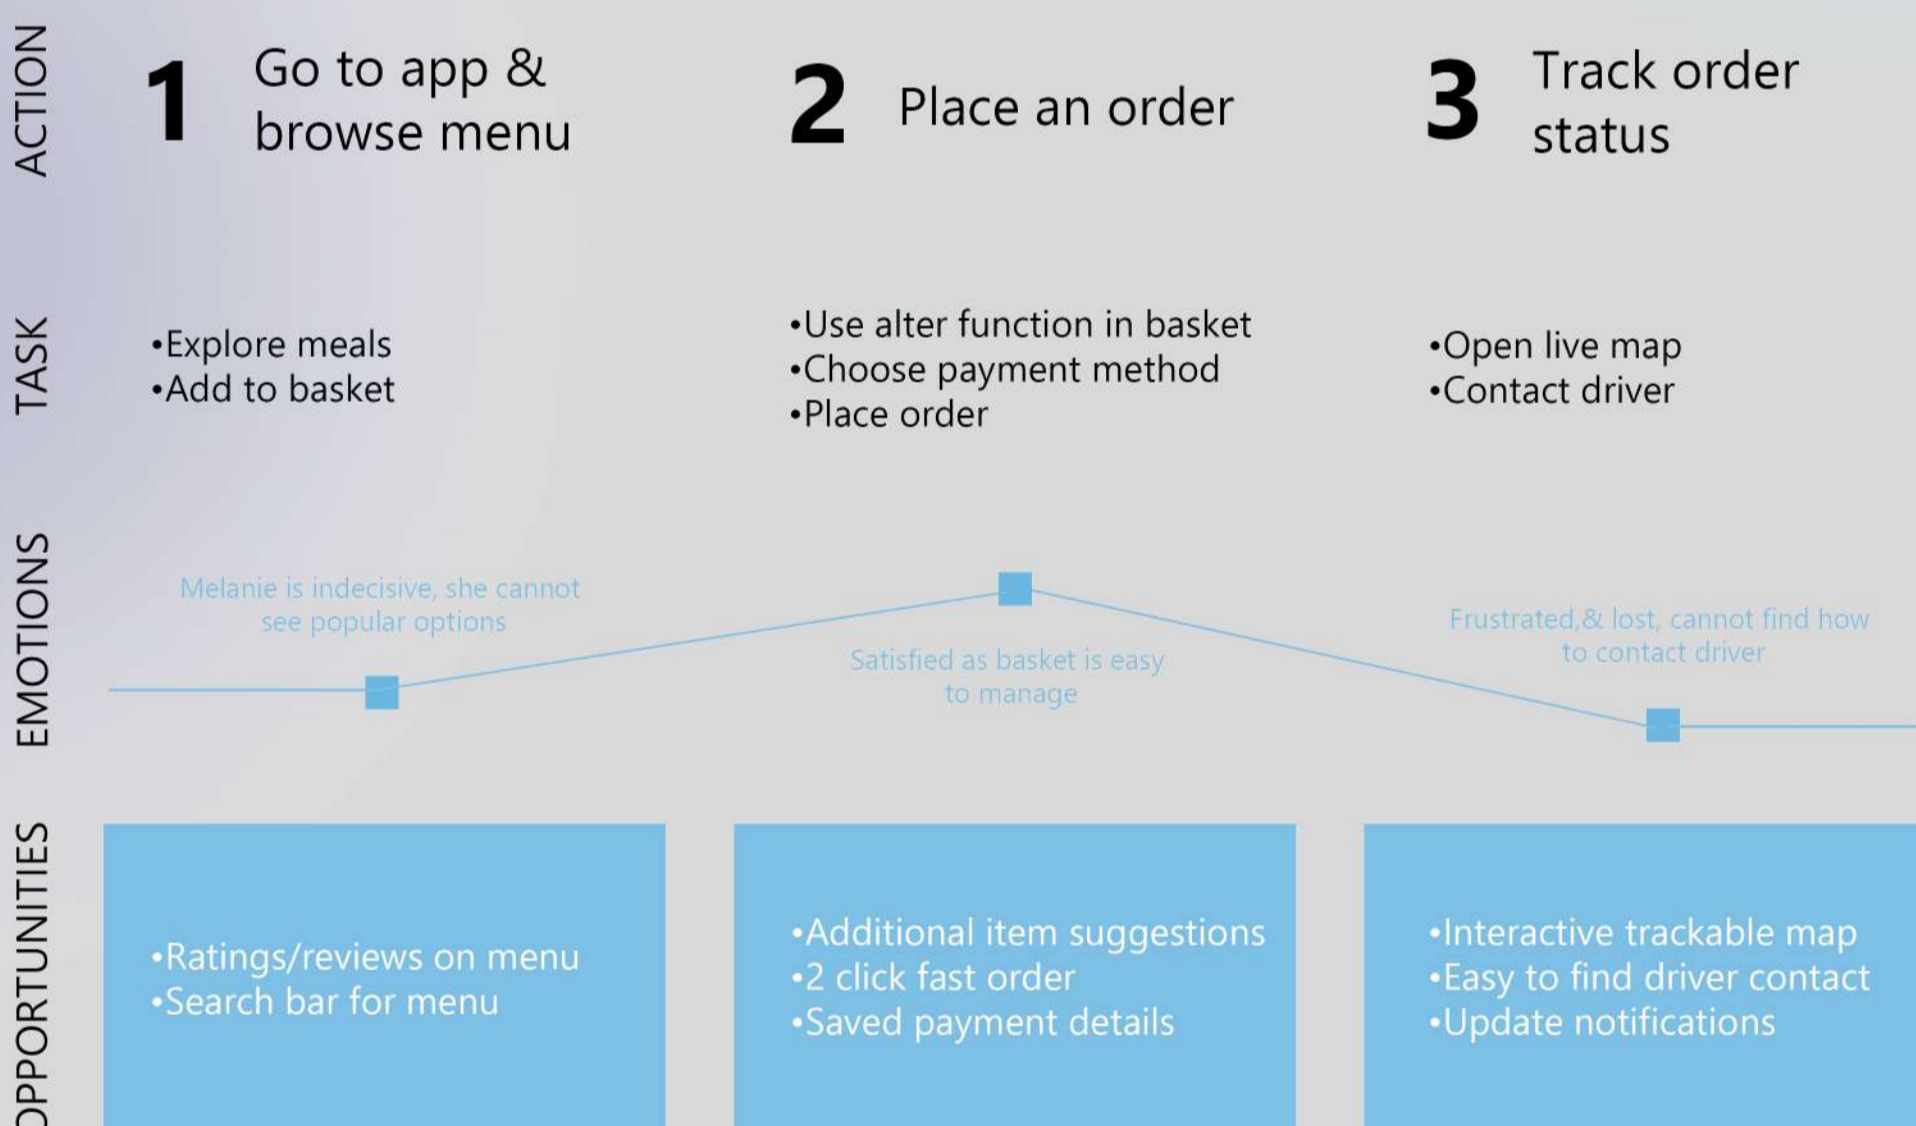 ACTION
1
Go to app &
browse menu
2
Place an order
3
Track order
status
TASK
•Explore meals
•Add to basket
•Use alter function in basket
•Choose payment method
•Place order
•Open live map
•Contact driver
EMOTIONS
Melanie is indecisive, she cannot
see popular options
Satisfied as basket is easy
to manage
Frustrated,& lost, cannot find how
to contact driver
OPPORTUNITIES
•Ratings/reviews on menu
•Search bar for menu
•Additional item suggestions
•2 click fast order
•Saved payment details
•Interactive trackable map
•Easy to find driver contact
•Update notifications